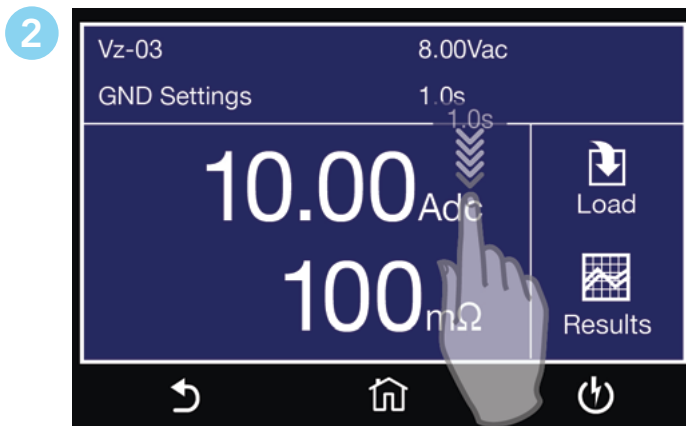 2
Vz-03 8.00Vac
GND Settings 1.0s
1.0s
10.00Adc
Load
100mΩ
Results